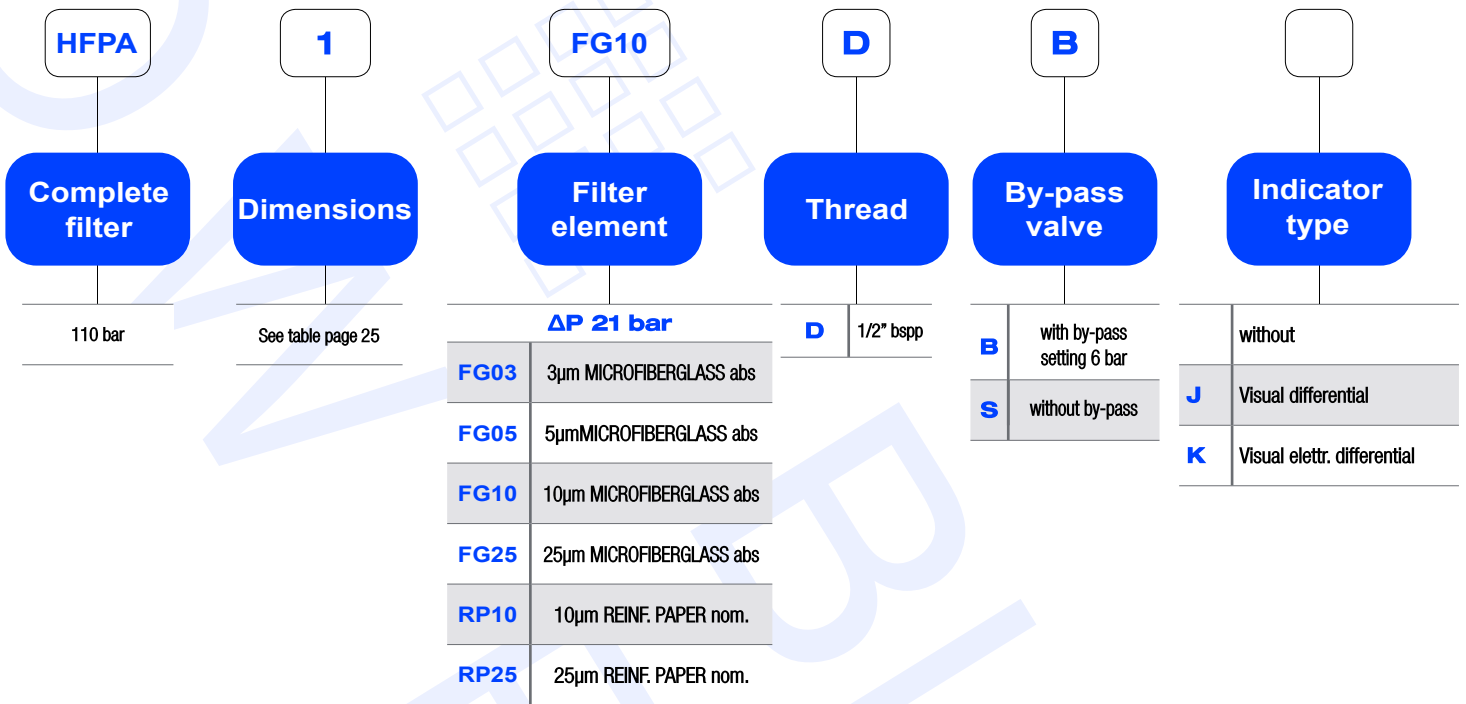 HFPA 1 FG10 D B
Complete
filter
Dimensions
Filter
element
Thread
By-pass
valve
Indicator
type
110 bar
See table page 25
ΔP 21 bar
FG03 3µm MICROFIBERGLASS abs
FG05 5µmMICROFIBERGLASS abs
FG10 10µm MICROFIBERGLASS abs
FG25 25µm MICROFIBERGLASS abs
RP10 10µm REINF. PAPER nom.
RP25 25µm REINF. PAPER nom.
D 1/2” bspp
B with by-pass
setting 6 bar
S without by-pass
without
J Visual differential
K Visual elettr. differential